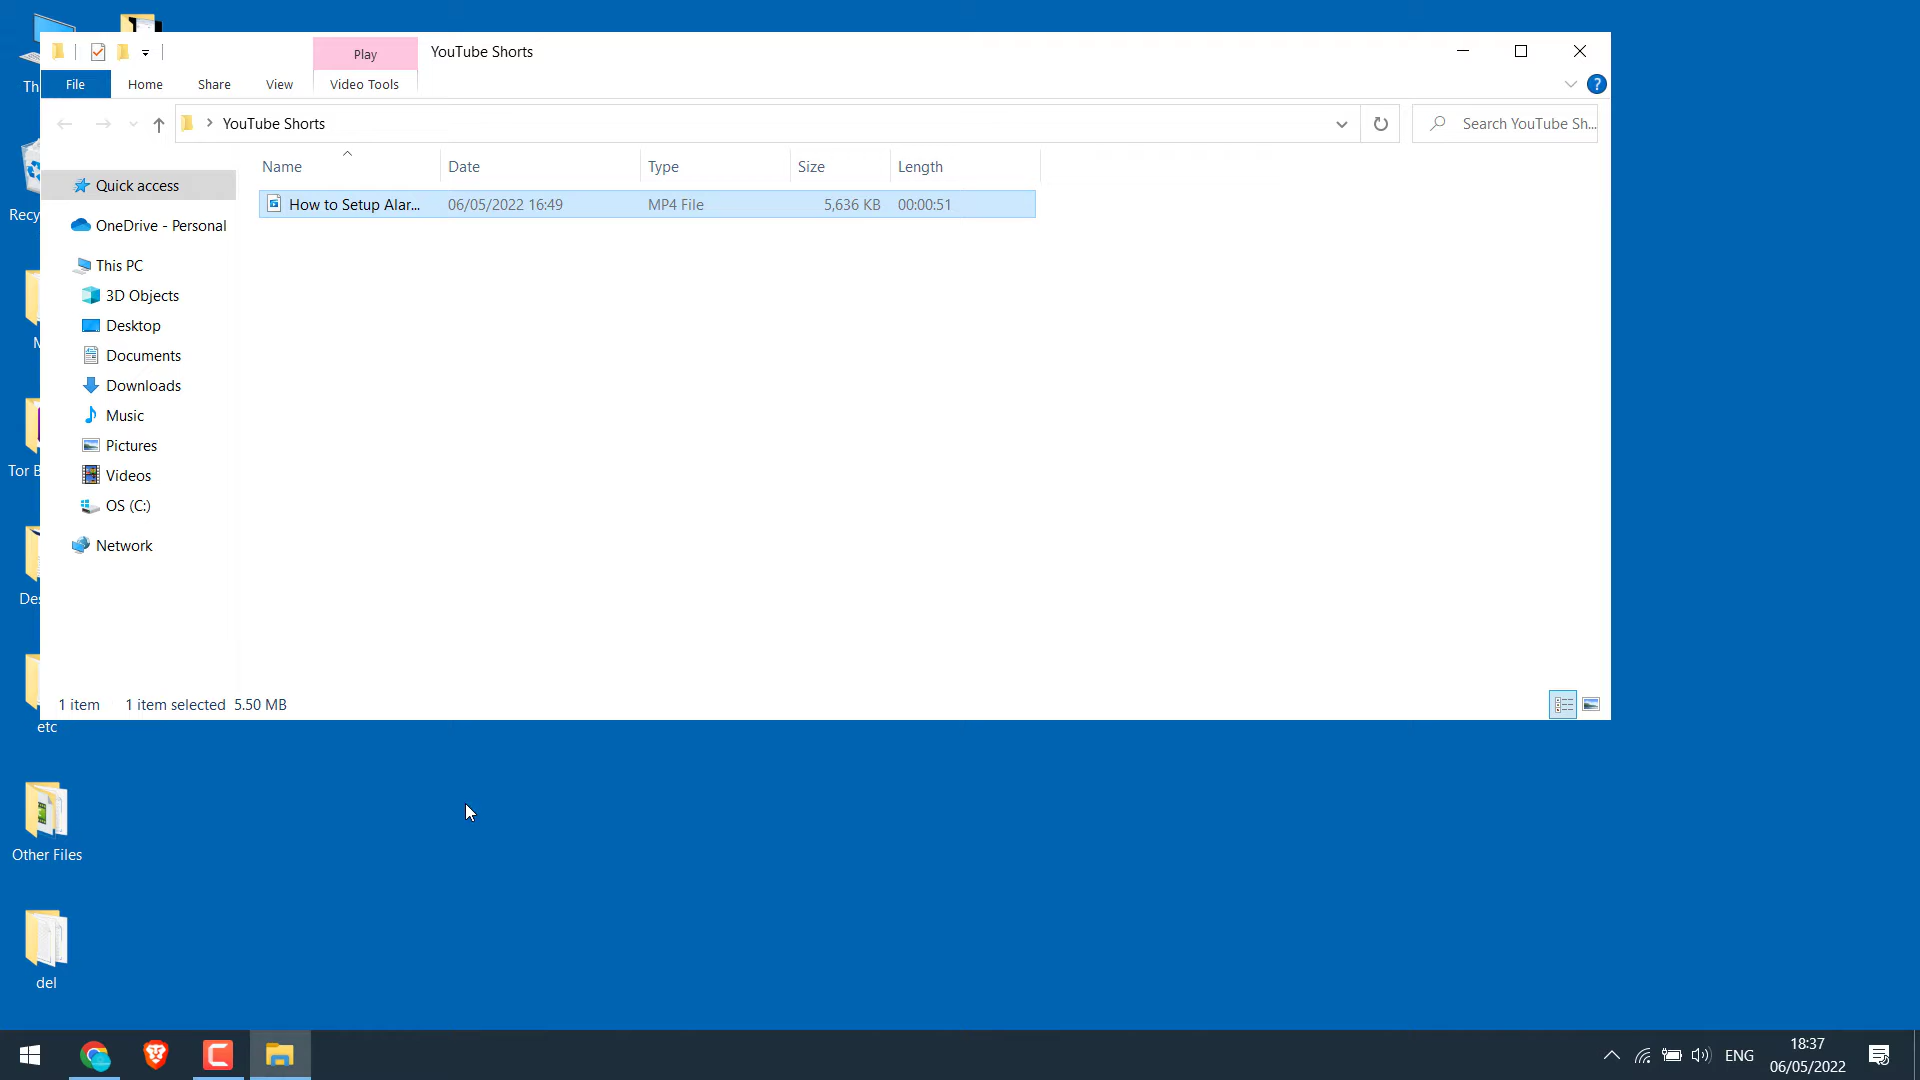 Play
YouTube Shorts
File
Home
Share
View
Video Tools
YouTube Shorts
Search YouTube Sh...
Name
Date
Type
Size
Length
How to Setup Alar...
06/05/2022 16:49
MP4 File
5,636 KB
00:00:51
Quick access
OneDrive - Personal
This PC
3D Objects
Desktop
Documents
Downloads
Music
Pictures
Videos
OS (C:)
Network
1 item
1 item selected 5.50 MB
Th
Recy
M
Tor B
Des
etc
Other Files
del
ENG
18:37
06/05/2022